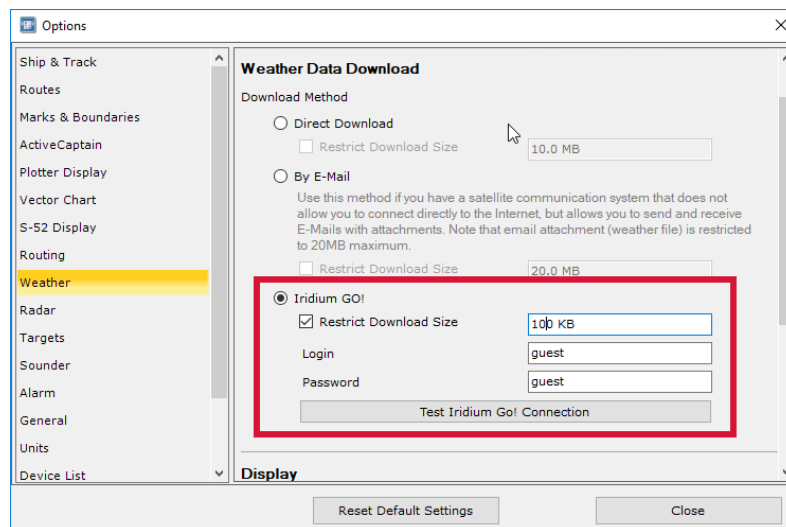 Options
Ship & Track
Routes
Marks & Boundaries
ActiveCaptain
Plotter Display
Vector Chart
S-52 Display
Routing
Weather
Radar
Targets
Sounder
Alarm
General
Units
Device List
Weather Data Download
Download Method
Direct Download
Restrict Download Size 10.0 MB
By E-Mail
Use this method if you have a satellite communication system that does not
allow you to connect directly to the Internet, but allows you to send and receive
E-Mails with attachments. Note that email attachment (weather file) is restricted
to 20MB maximum.
Restrict Download Size 20.0 MB
Iridium GO!
Restrict Download Size 100 KB
Login guest
Password guest
Test Iridium Go! Connection
Display
Reset Default Settings Close